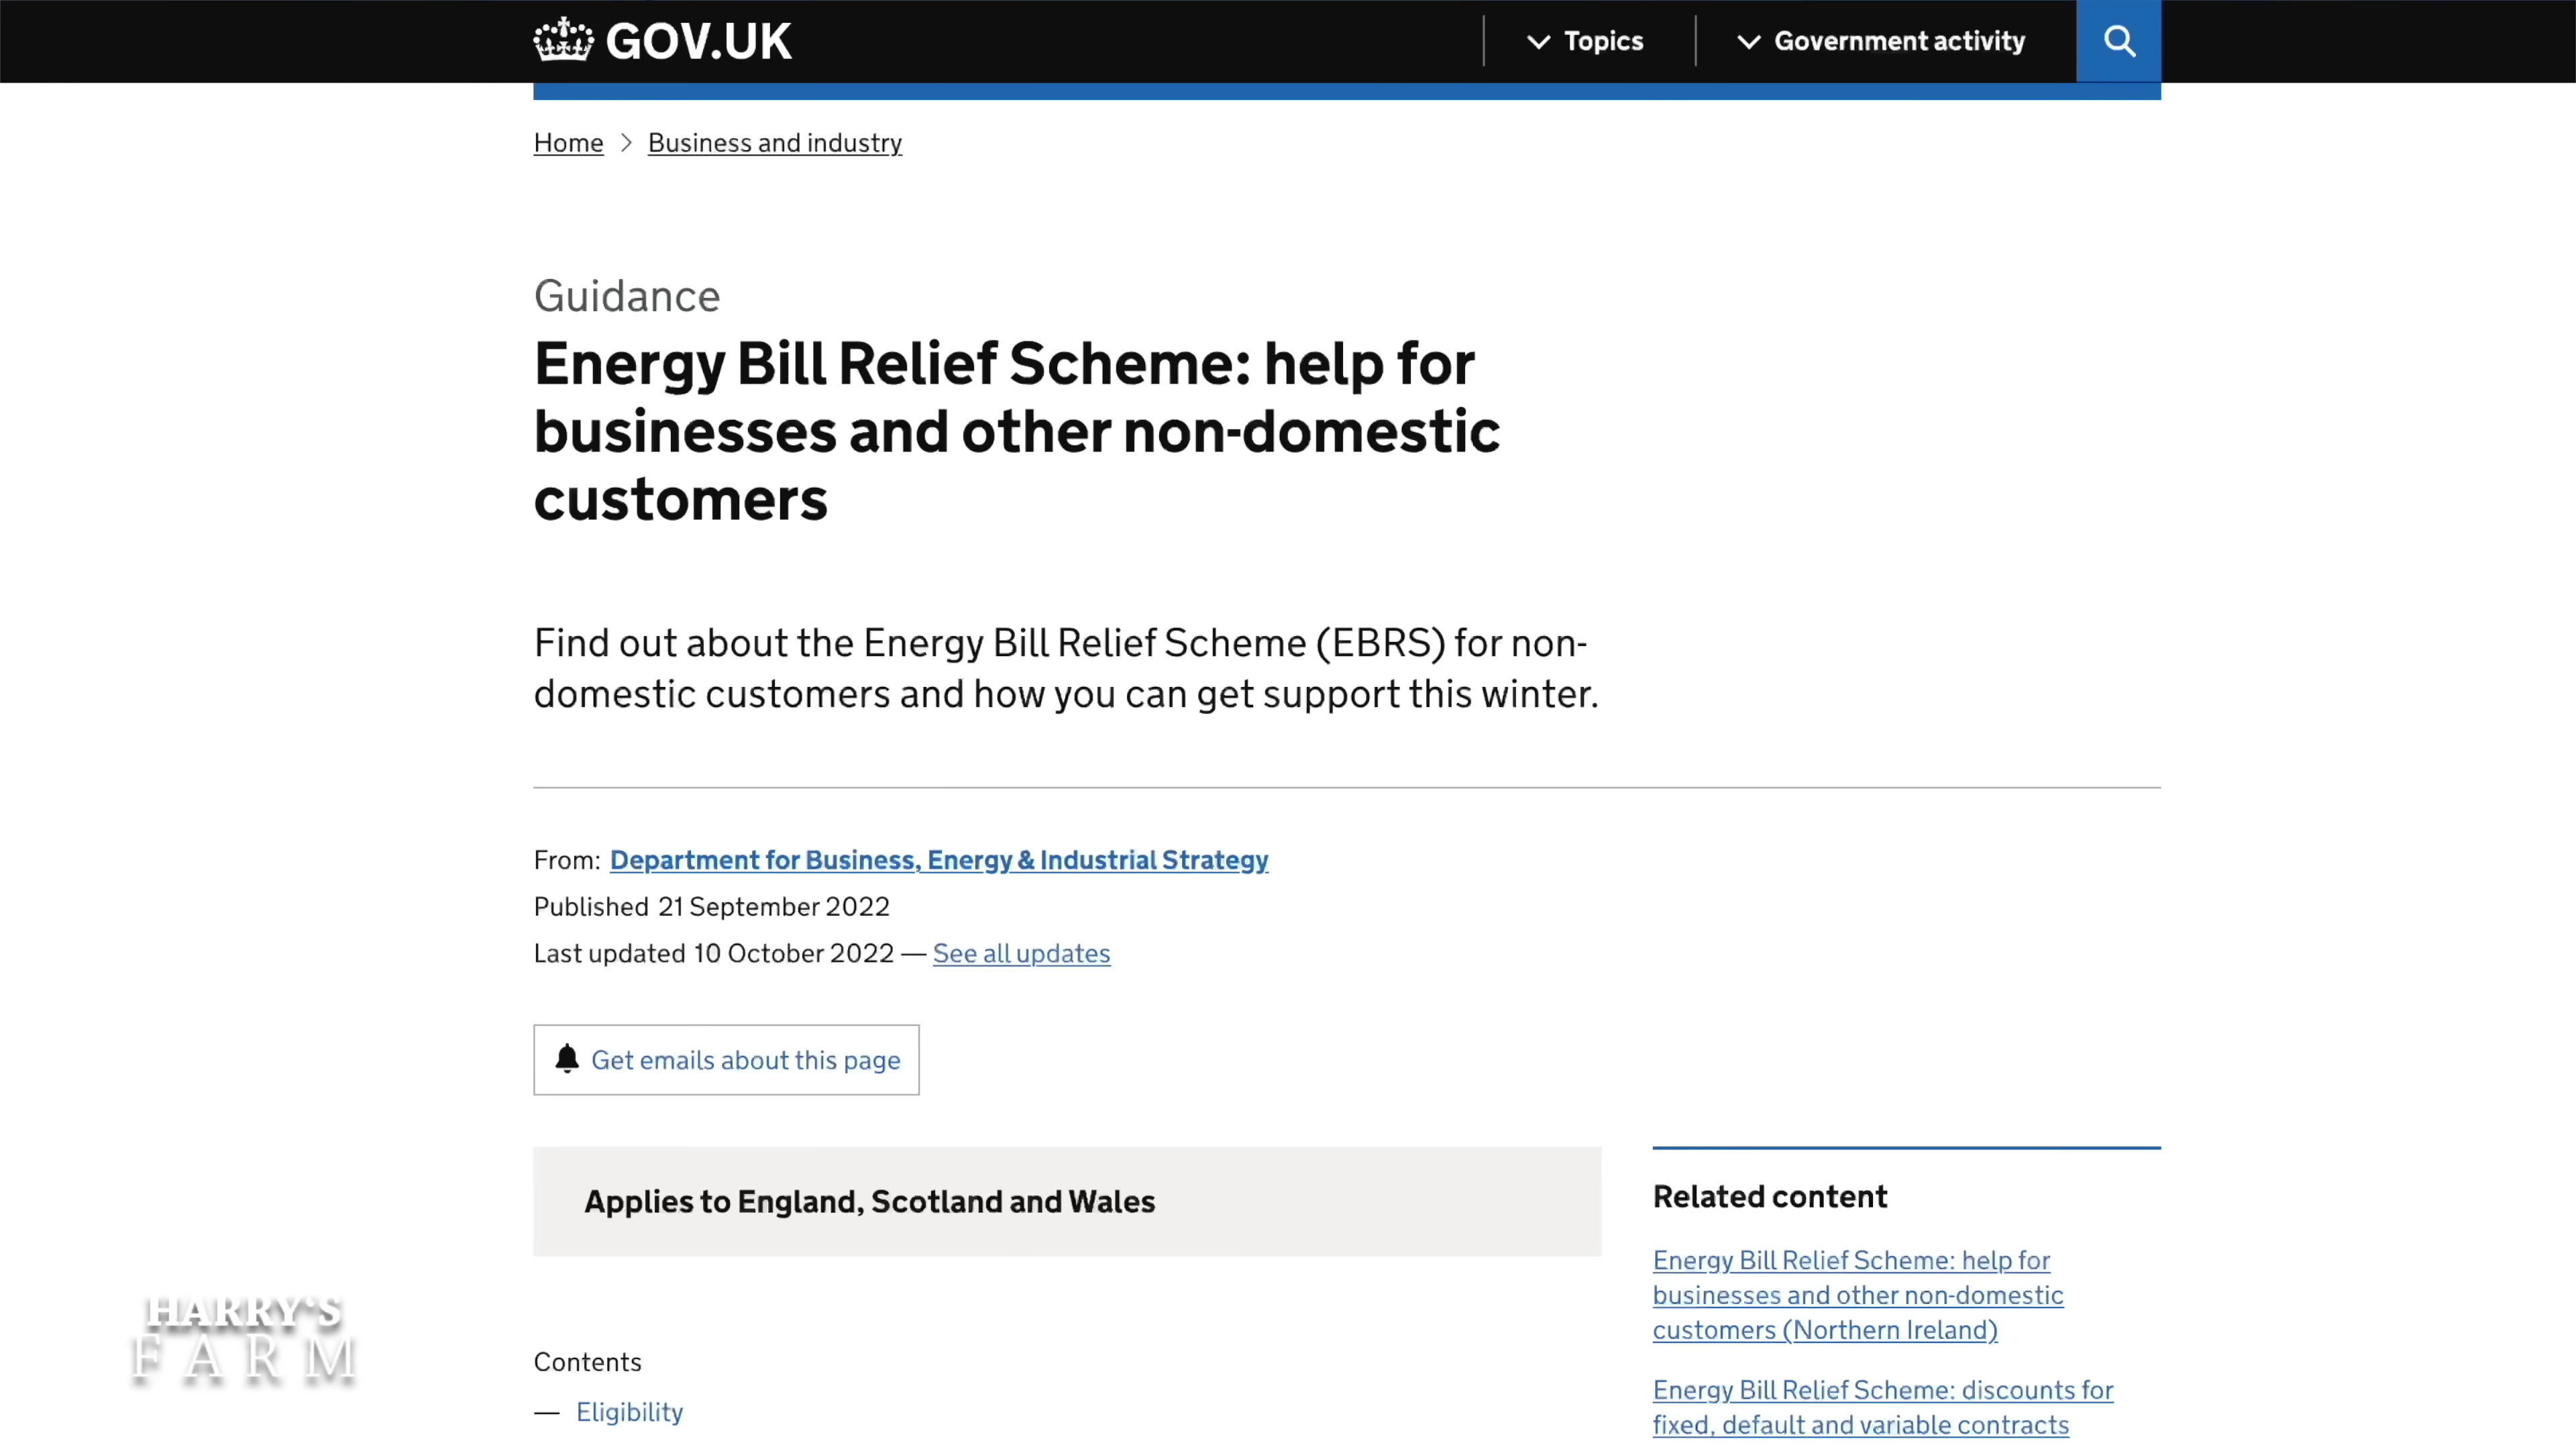 GOV.UK
Topics
Government activity
Home > Business and industry
Guidance
Energy Bill Relief Scheme: help for
businesses and other non-domestic
customers
Find out about the Energy Bill Relief Scheme (EBRS) for non-
domestic customers and how you can get support this winter.
From: Department for Business, Energy & Industrial Strategy
Published 21 September 2022
Last updated 10 October 2022 — See all updates
Get emails about this page
Applies to England, Scotland and Wales
Contents
— Eligibility
Related content
Energy Bill Relief Scheme: help for
businesses and other non-domestic
customers (Northern Ireland)
Energy Bill Relief Scheme: discounts for
fixed, default and variable contracts
HARRY'S
FARM